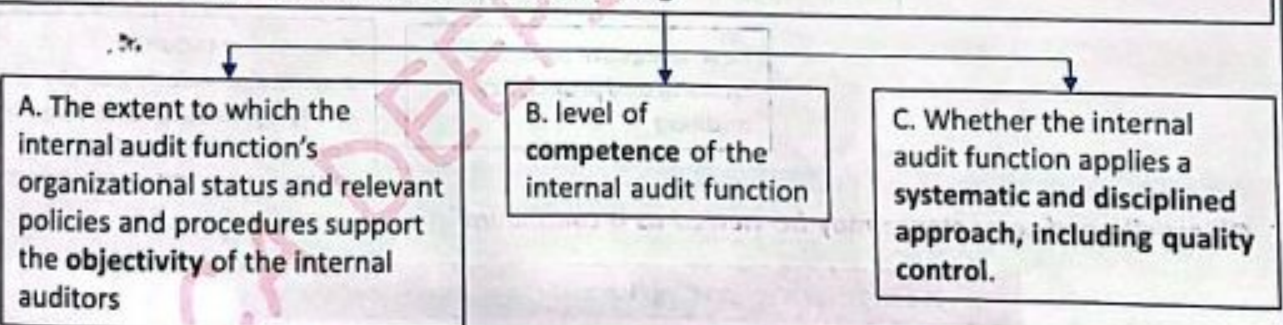 A. The extent to which the
internal audit function's
organizational status and relevant
policies and procedures support
the objectivity of the internal
auditors
B. level of
competence of the
internal audit function
C. Whether the internal
audit function applies a
systematic and disciplined
approach, including quality
control.
CA DEE